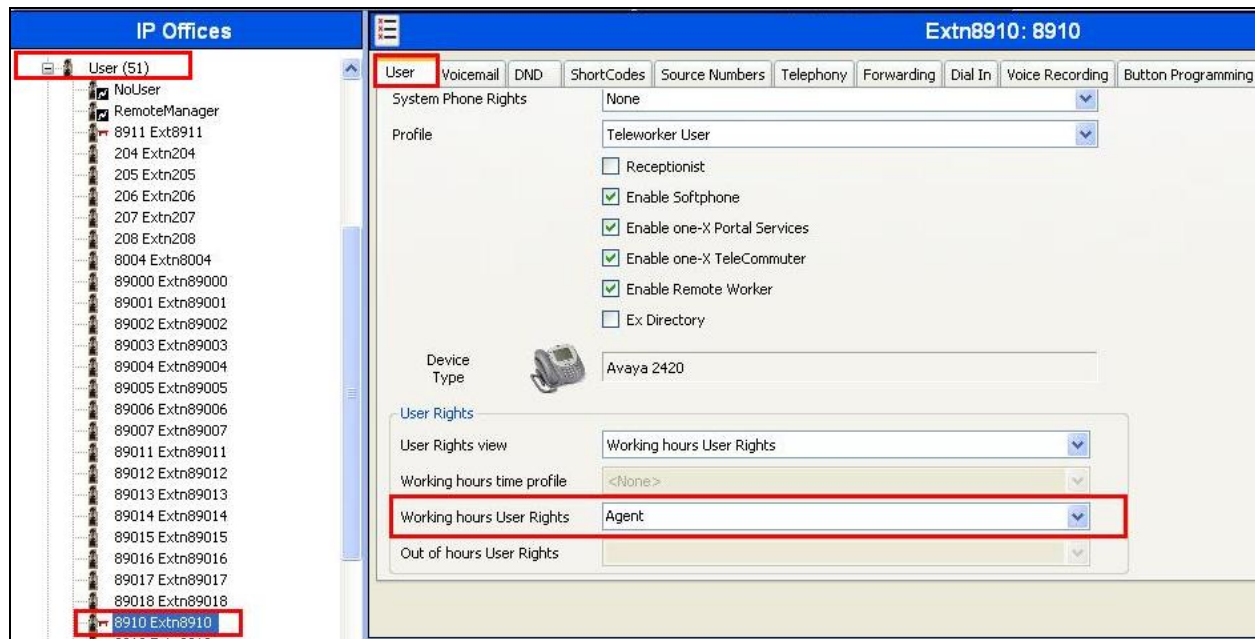 IP Offices
User (51)
NoUser
RemoteManager
8911 Ext8911
204 Extn204
205 Extn205
206 Extn206
207 Extn207
208 Extn208
8004 Extn8004
89000 Extn89000
89001 Extn89001
89002 Extn89002
89003 Extn89003
89004 Extn89004
89005 Extn89005
89006 Extn89006
89007 Extn89007
89011 Extn89011
89012 Extn89012
89013 Extn89013
89014 Extn89014
89015 Extn89015
89016 Extn89016
89017 Extn89017
89018 Extn89018
8910 Extn8910
Extn8910: 8910
User Voicemail DND ShortCodes Source Numbers Telephony Forwarding Dial In Voice Recording Button Programming
System Phone Rights None
Profile Teleworker User
Receptionist
Enable Softphone
Enable one-X Portal Services
Enable one-X TeleCommuter
Enable Remote Worker
Ex Directory
Device
Type
Avaya 2420
User Rights
User Rights view Working hours User Rights
Working hours time profile <None>
Working hours User Rights Agent
Out of hours User Rights